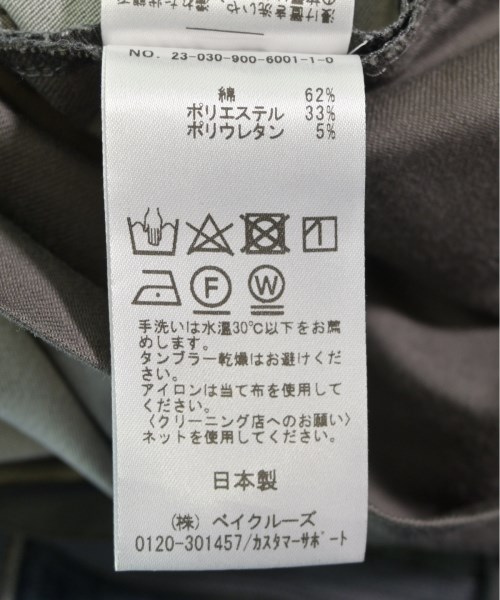 NO. 23-030-900-6001-1-0
綿 62%
ポリエステル 33%
ポリウレタン 5%
F W
手洗いは水温30℃以下をお薦
めします。
タンブラー乾燥はお避けくだ
さい。
アイロンは当て布を使用して
ください。
〈クリーニング店へのお願い〉
ネットを使用してください。
日本製
(株) ベイクルーズ
0120-301457/カスタマーサポート